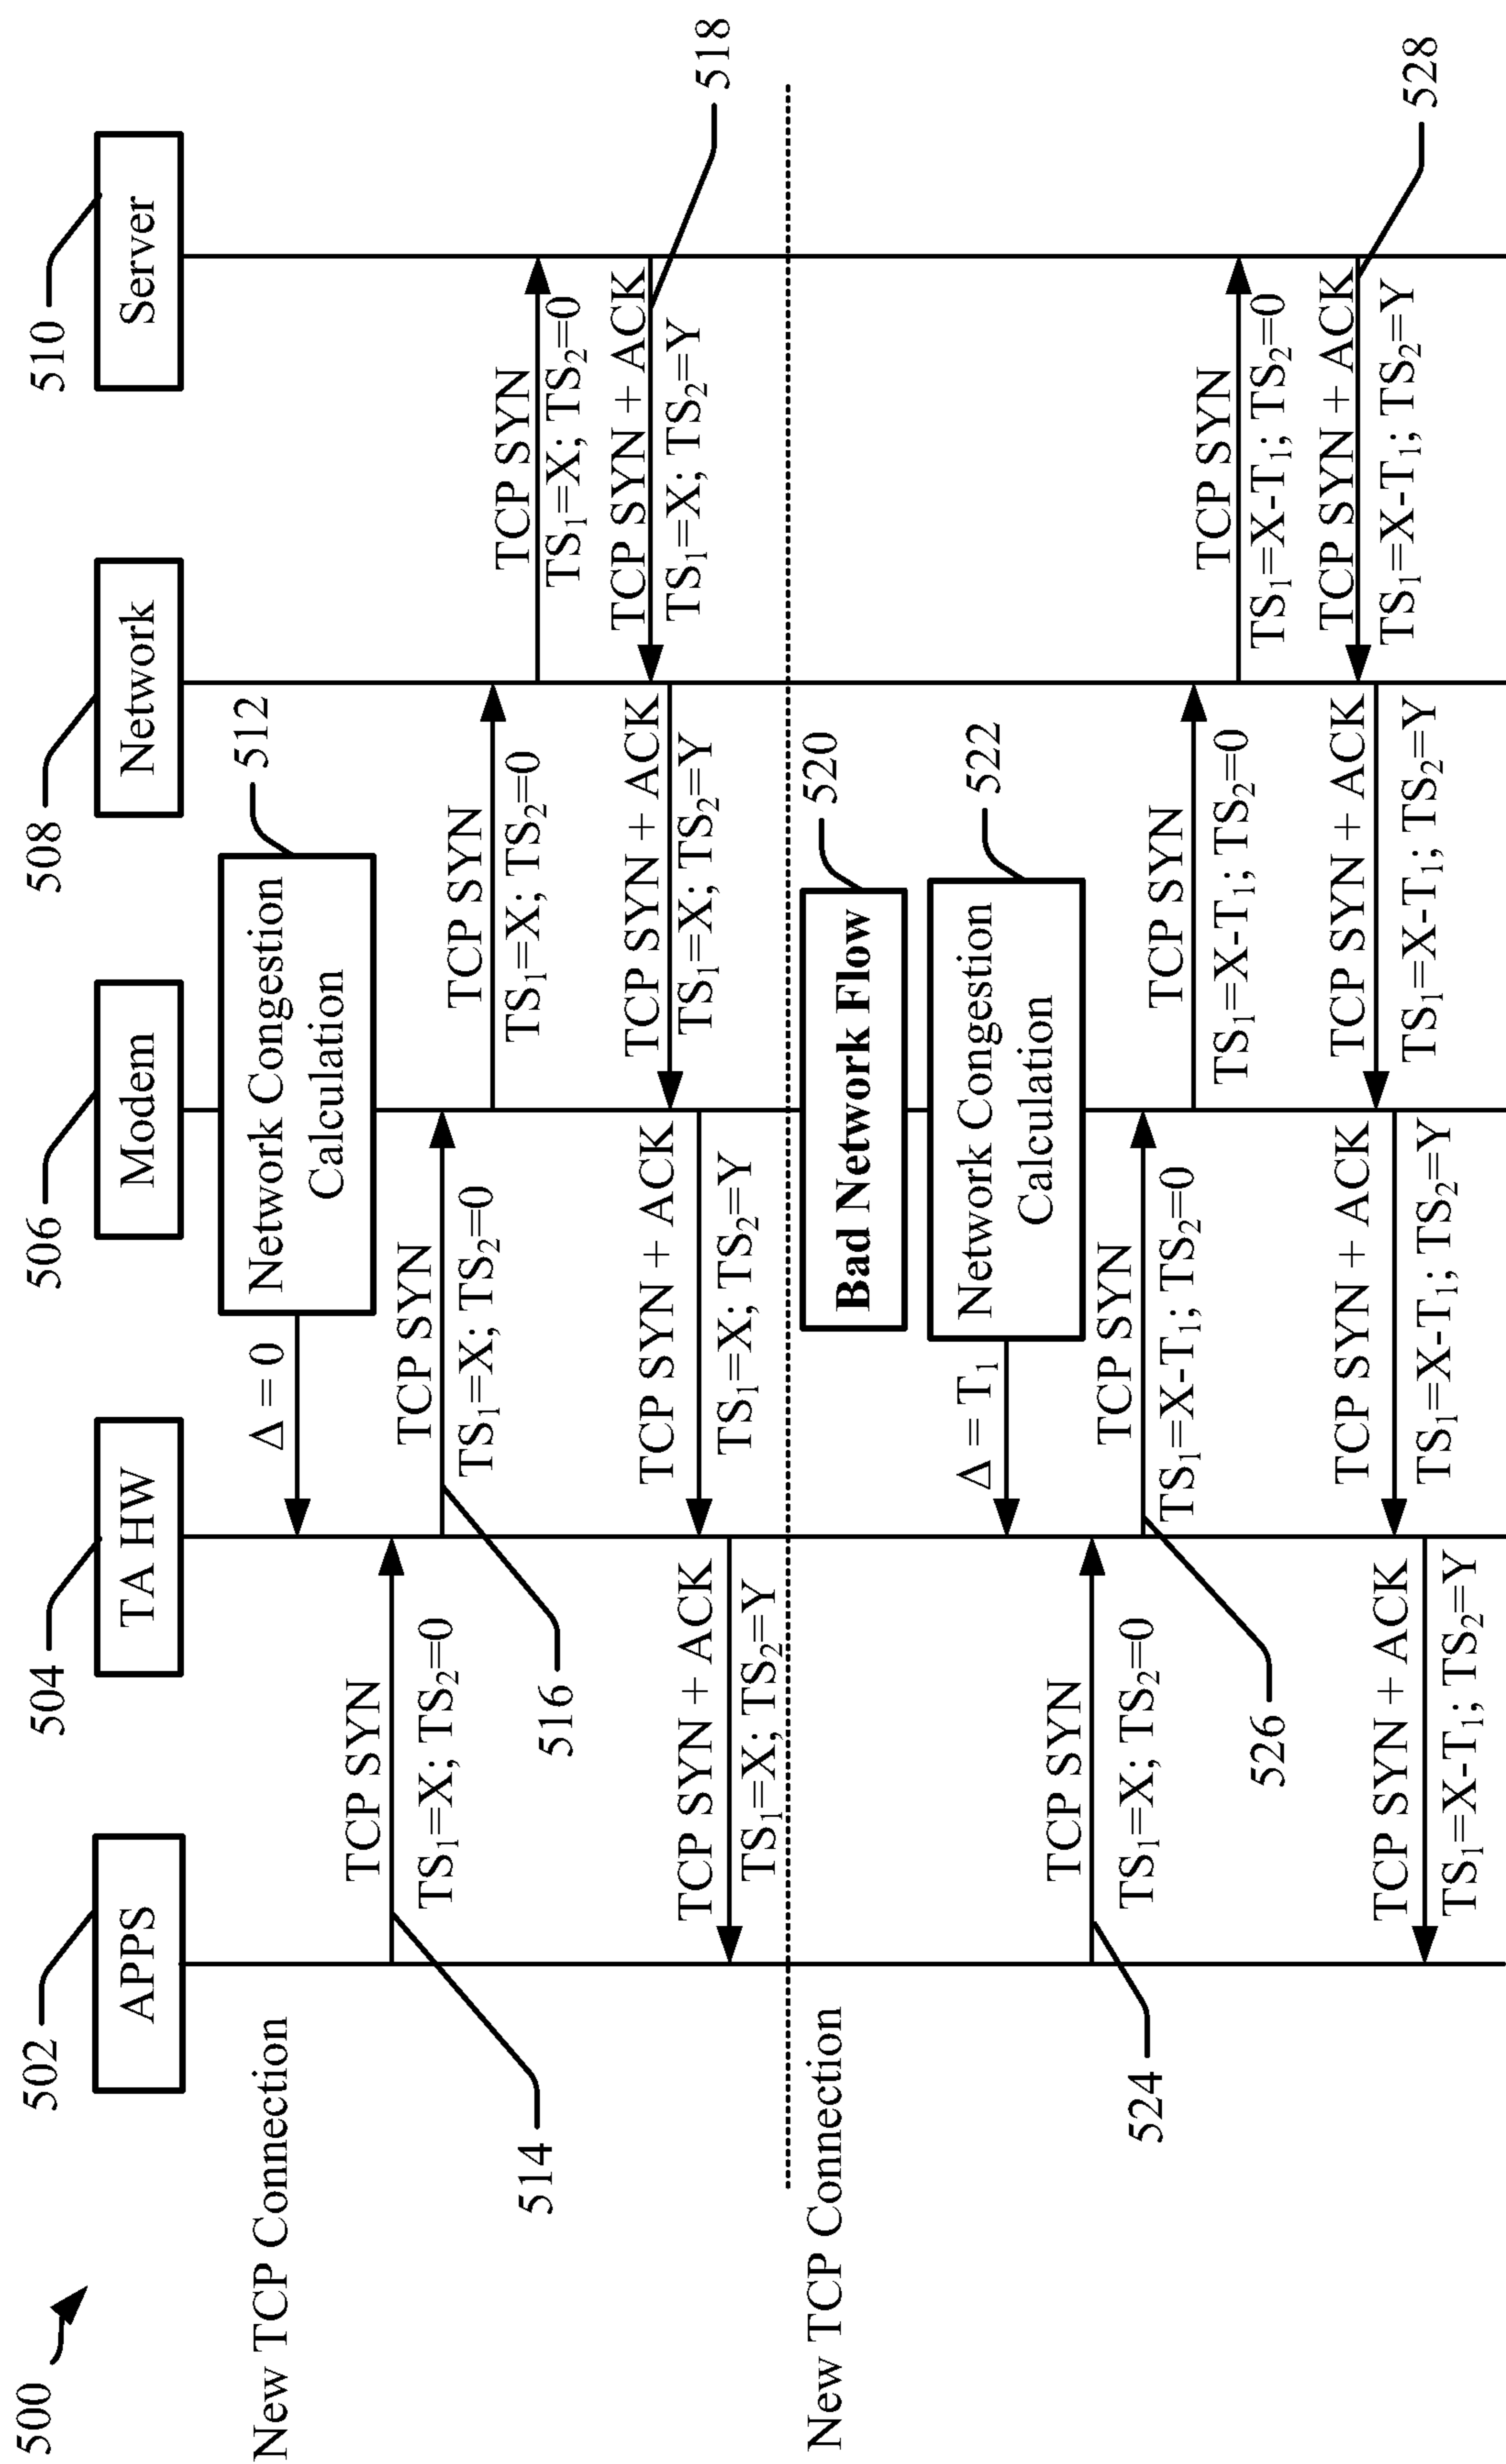 500
502
504
506
508
510
APPS
TA HW
Modem
Network
Server
New TCP Connection
Network Congestion
Calculation
512
Δ = 0
TCP SYN
TS₁=X; TS₂=0
514
TCP SYN
TS₁=X; TS₂=0
516
TCP SYN
TS₁=X; TS₂=0
TCP SYN
TS₁=X; TS₂=0
TCP SYN + ACK
TS₁=X; TS₂=Y
518
TCP SYN + ACK
TS₁=X; TS₂=Y
TCP SYN + ACK
TS₁=X; TS₂=Y
TCP SYN + ACK
TS₁=X; TS₂=Y
New TCP Connection
Bad Network Flow
520
Network Congestion
Calculation
522
Δ = T₁
TCP SYN
TS₁=X; TS₂=0
524
TCP SYN
TS₁=X-T₁; TS₂=0
526
TCP SYN
TS₁=X-T₁; TS₂=0
TCP SYN
TS₁=X-T₁; TS₂=0
TCP SYN + ACK
TS₁=X-T₁; TS₂=Y
528
TCP SYN + ACK
TS₁=X-T₁; TS₂=Y
TCP SYN + ACK
TS₁=X-T₁; TS₂=Y
TCP SYN + ACK
TS₁=X-T₁; TS₂=Y